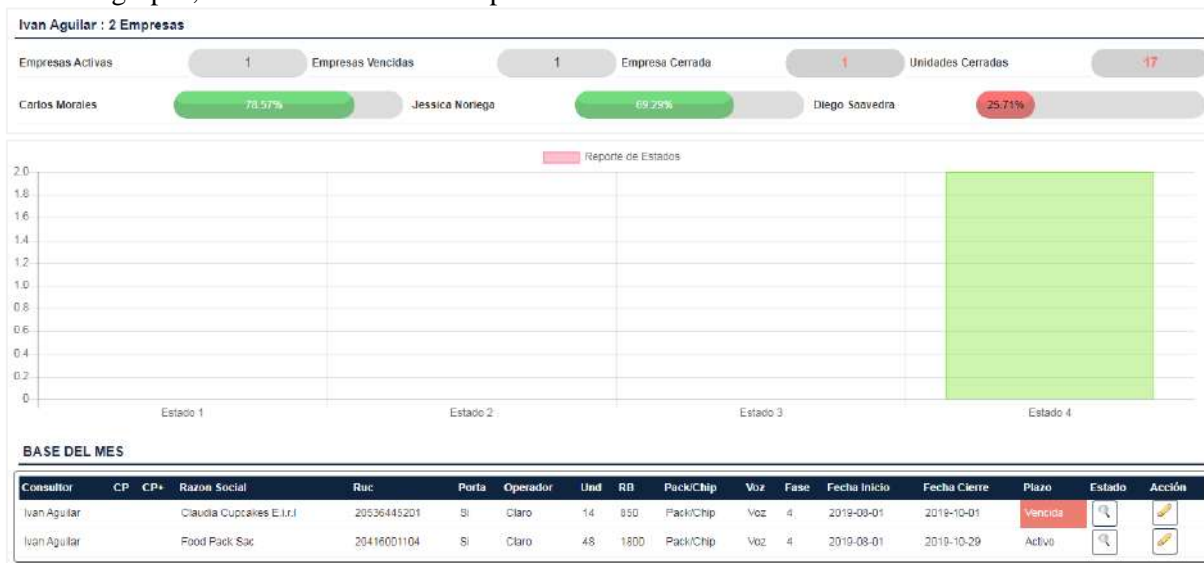 Ivan Aguilar : 2 Empresas
Empresas Activas 1 Empresas Vencidas 1 Empresa Cerrada 1 Unidades Cerradas 17
Carlos Morales 78.57% Jessica Noriega 69.29% Diego Saavedra 25.71%
Reporte de Estados
2.0
1.8
1.6
1.4
1.2
1.0
0.8
0.6
0.4
0.2
0
Estado 1 Estado 2 Estado 3 Estado 4
BASE DEL MES
Consultor CP CP+ Razon Social Ruc Porta Operador Und RB Pack/Chip Voz Fase Fecha Inicio Fecha Cierre Plazo Estado Acción
Ivan Aguilar Claudia Cupcakes E.i.r.l 20536445201 Si Claro 14 850 Pack/Chip Voz 4 2019-08-01 2019-10-01 Vencida
Ivan Aguilar Food Pack Sac 20416001104 Si Claro 48 1800 Pack/Chip Voz 4 2019-08-01 2019-10-29 Activo